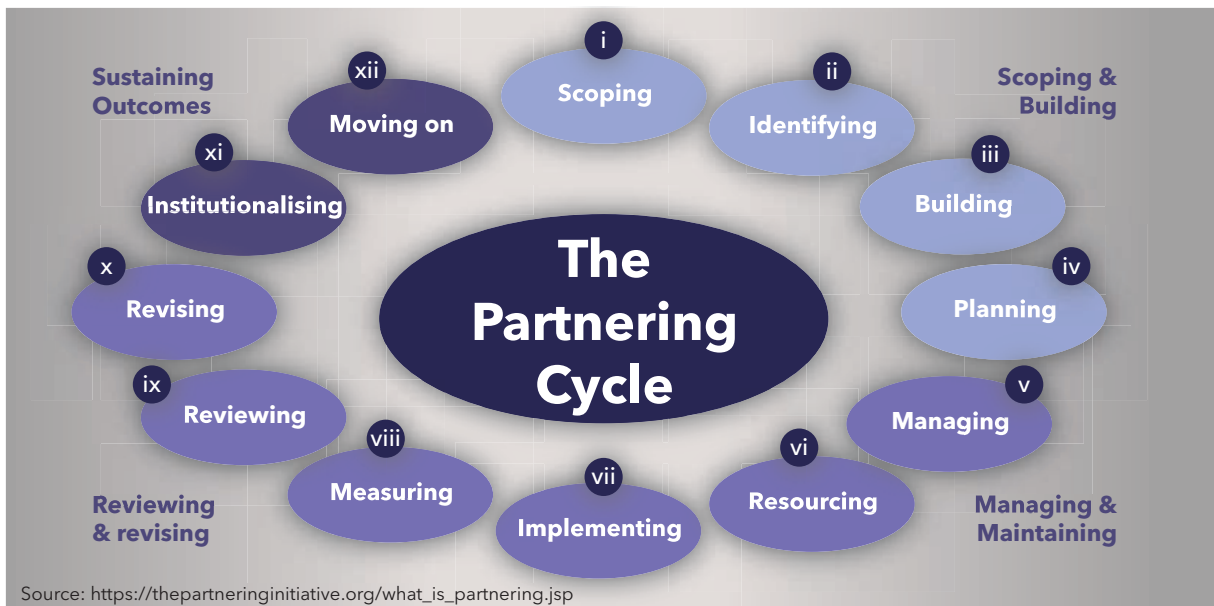 Sustaining
Outcomes
Scoping &
Building
Reviewing
& revising
Managing &
Maintaining
The
Partnering
Cycle
i
Scoping
ii
Identifying
iii
Building
iv
Planning
v
Managing
vi
Resourcing
vii
Implementing
viii
Measuring
ix
Reviewing
x
Revising
xi
Institutionalising
xii
Moving on
Source: https://thepartneringinitiative.org/what_is_partnering.jsp